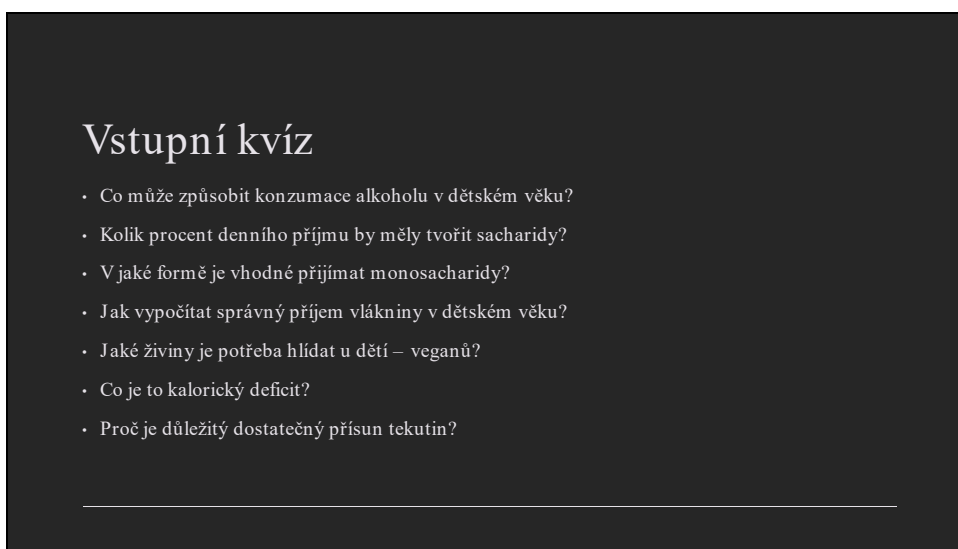 Vstupní kvíz
• Co může způsobit konzumace alkoholu v dětském věku?
• Kolik procent denního příjmu by měly tvořit sacharidy?
• V jaké formě je vhodné přijímat monosacharidy?
• Jak vypočítat správný příjem vlákniny v dětském věku?
• Jaké živiny je potřeba hlídat u dětí – veganů?
• Co je to kalorický deficit?
• Proč je důležitý dostatečný přísun tekutin?